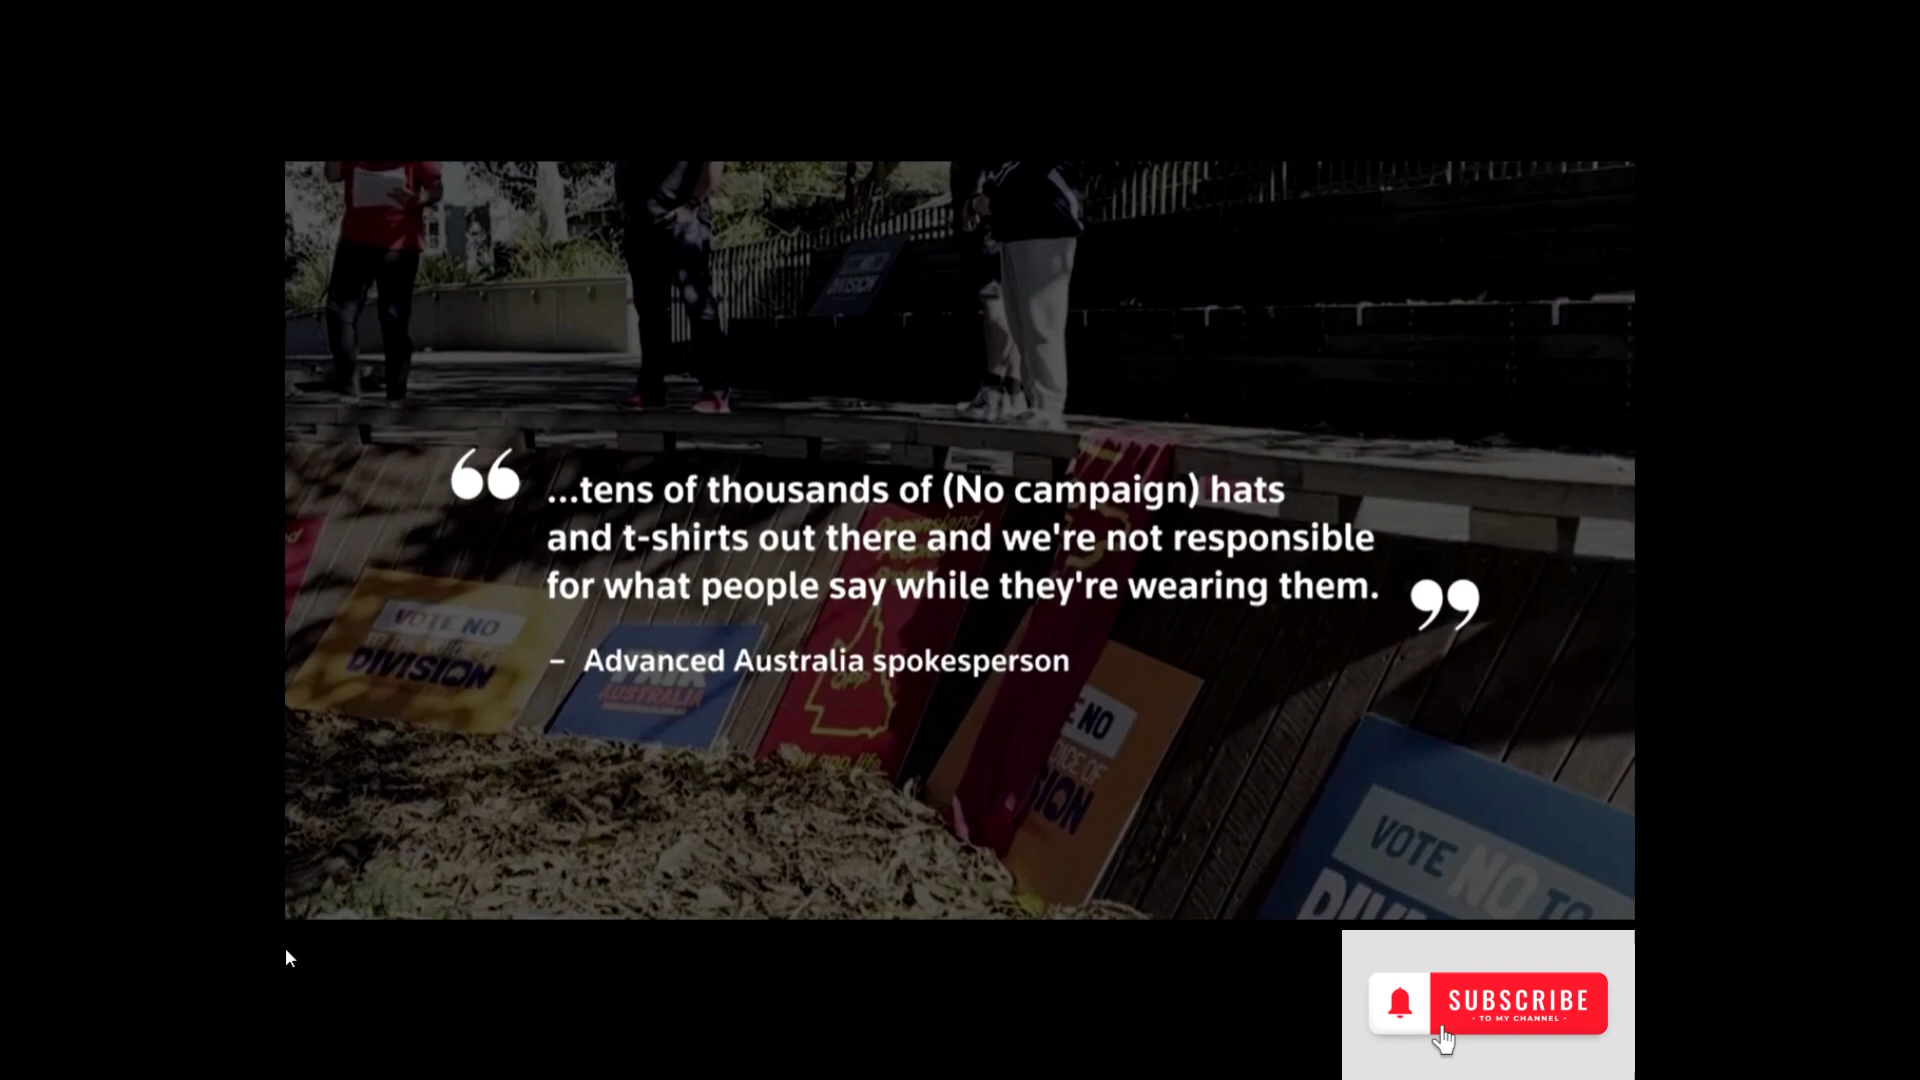 “ ...tens of thousands of (No campaign) hats
and t-shirts out there and we're not responsible
for what people say while they're wearing them. ”
– Advanced Australia spokesperson
DIVISION
VOTE NO
DIVISION
AUSTRALIA
NO
VOTE NO TO
SUBSCRIBE
- TO MY CHANNEL -